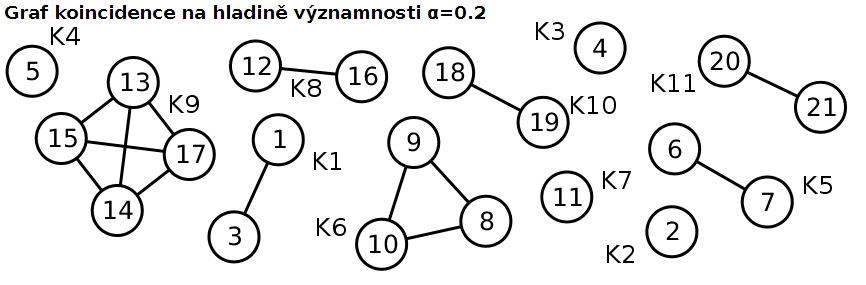 Graf koincidence na hladině významnosti α=0.2
K4
5
13
K9
15
17
14
12
16
K8
1
K1
3
18
19
K10
K3
4
9
K6
10
8
11
K7
20
K11
21
6
7
K5
2
K2